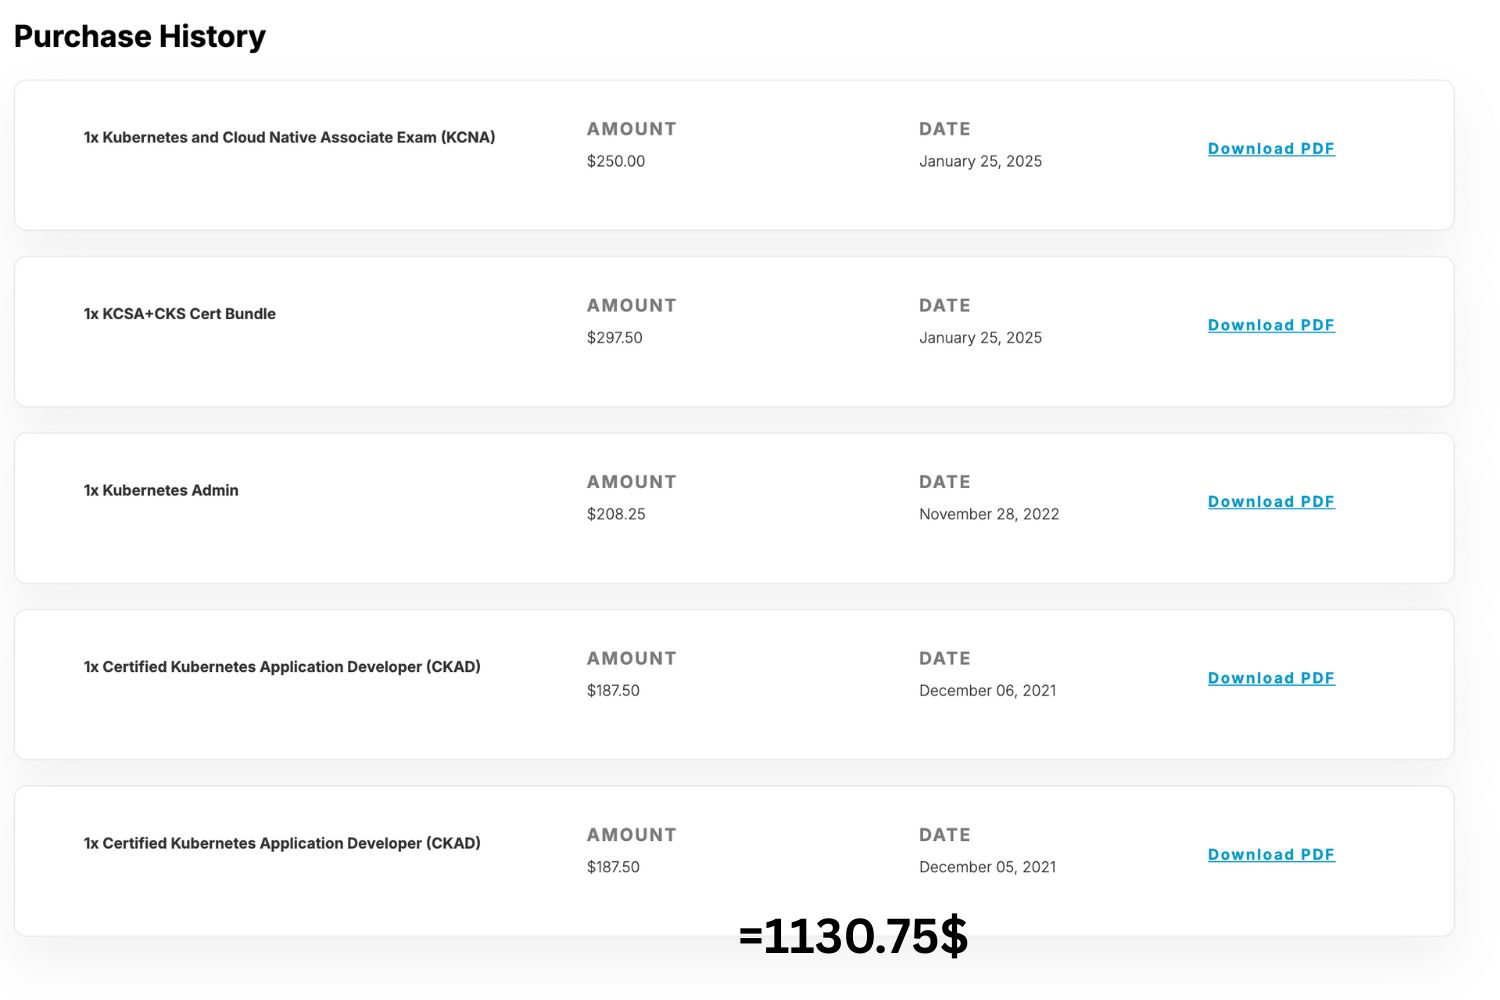 Purchase History
1x Kubernetes and Cloud Native Associate Exam (KCNA)
AMOUNT
$250.00
DATE
January 25, 2025
Download PDF
1x KCSA+CKS Cert Bundle
AMOUNT
$297.50
DATE
January 25, 2025
Download PDF
1x Kubernetes Admin
AMOUNT
$208.25
DATE
November 28, 2022
Download PDF
1x Certified Kubernetes Application Developer (CKAD)
AMOUNT
$187.50
DATE
December 06, 2021
Download PDF
1x Certified Kubernetes Application Developer (CKAD)
AMOUNT
$187.50
DATE
December 05, 2021
Download PDF
=1130.75$